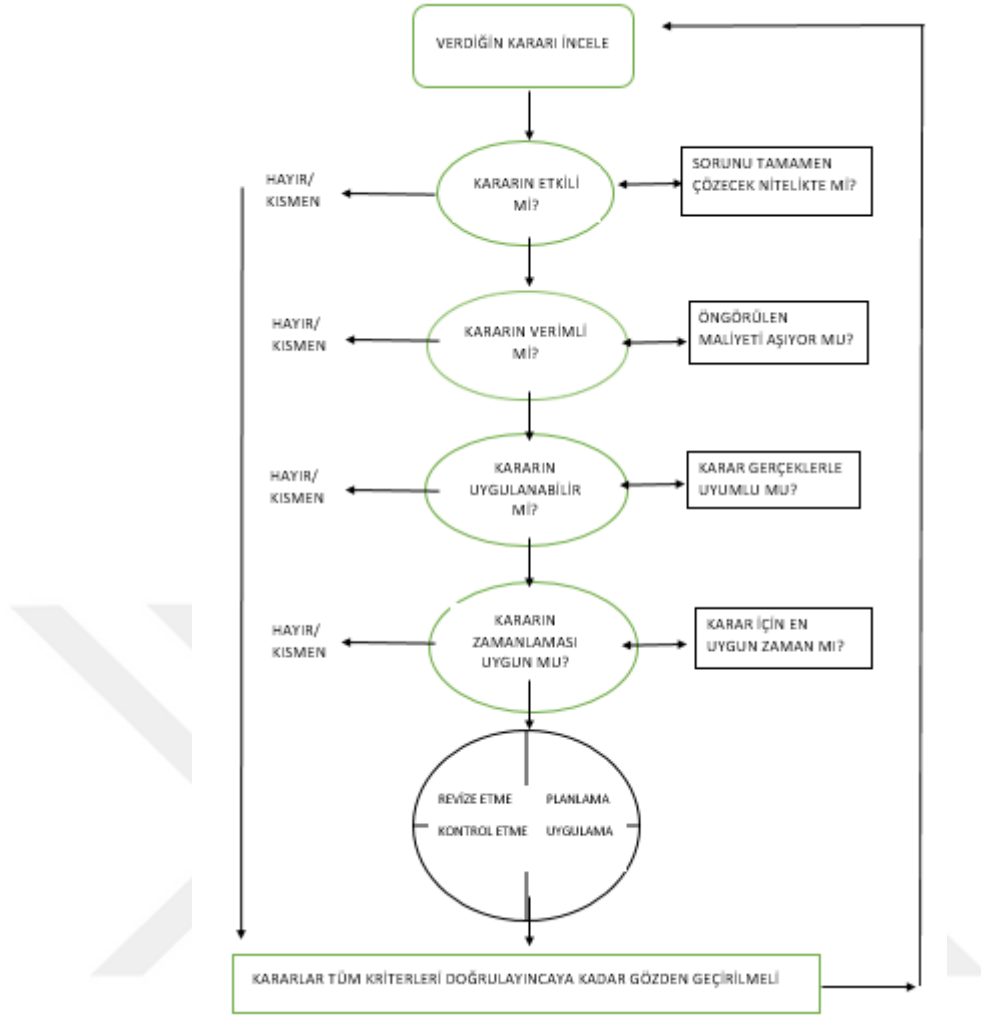 VERDİĞİN KARARI İNCELE
KARARIN ETKİLİ
Mİ?
SORUNU TAMAMEN
ÇÖZECEK NİTELİKTE Mİ?
HAYIR/
KISMEN
KARARIN VERİMLİ
Mİ?
ÖNGÖRÜLEN
MALİYETİ AŞIYOR MU?
HAYIR/
KISMEN
KARARIN
UYGULANABİLİR
Mİ?
KARAR GERÇEKLERLE
UYUMLU MU?
HAYIR/
KISMEN
KARARIN
ZAMANLAMASI
UYGUN MU?
KARAR İÇİN EN
UYGUN ZAMAN MI?
HAYIR/
KISMEN
REVİZE ETME PLANLAMA
KONTROL ETME UYGULAMA
KARARLAR TÜM KRİTERLERİ DOĞRULAYINCAYA KADAR GÖZDEN GEÇİRİLMELİ